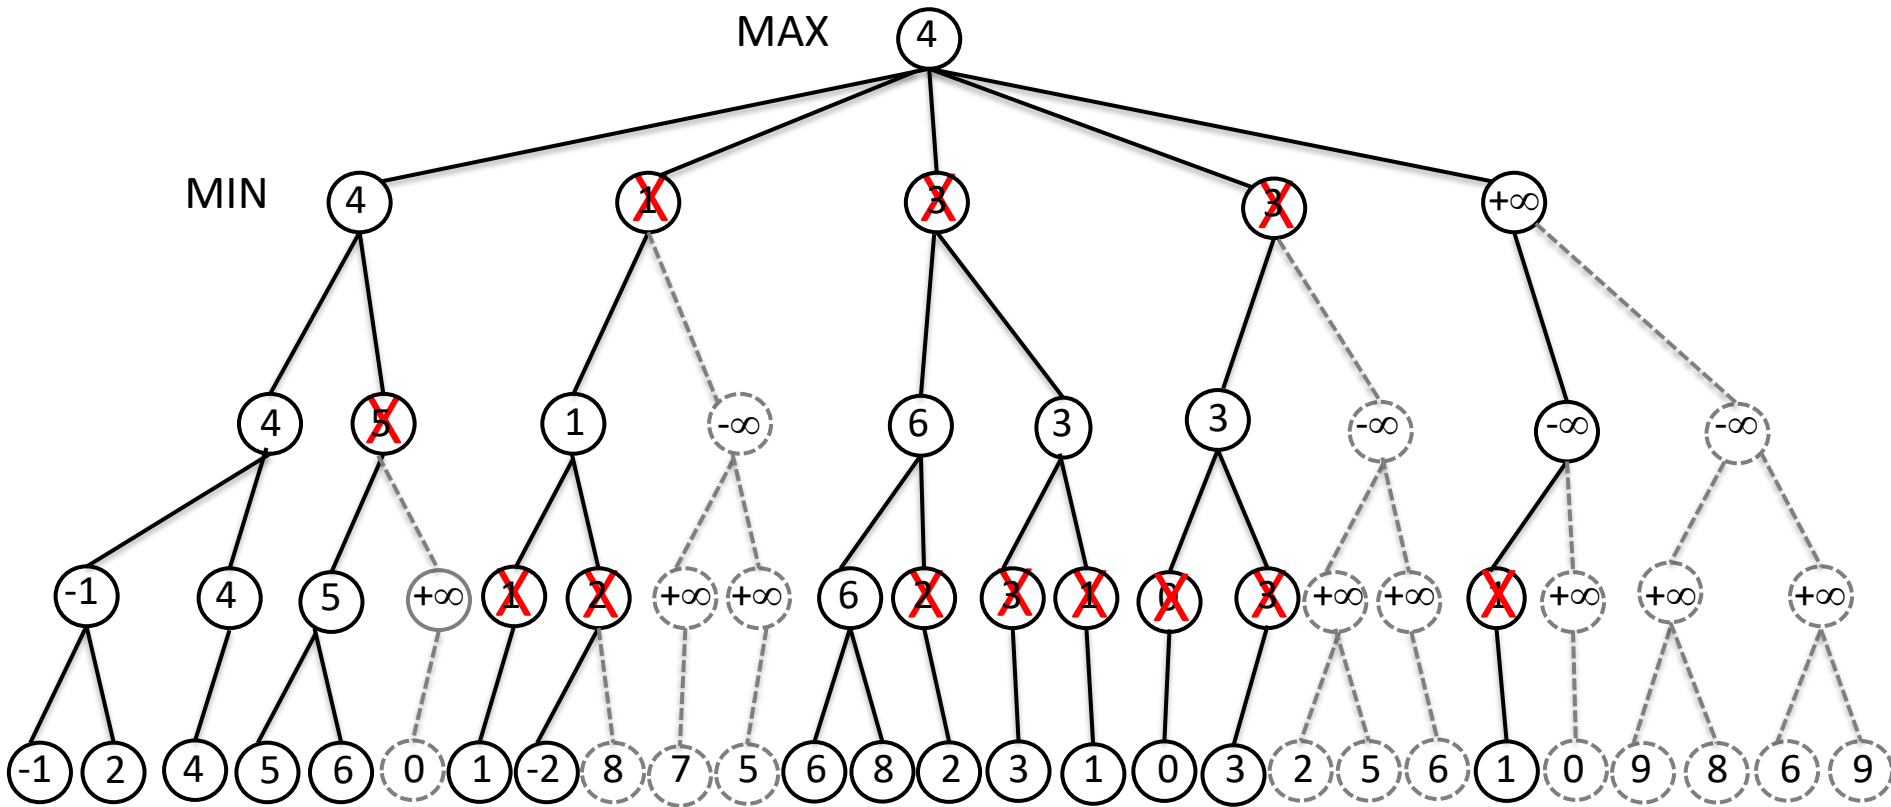 MAX 4
MIN 4 1 3 3 +∞
4 5 1 -∞ 6 3 3 -∞ -∞ -∞
-1 4 5 +∞ 1 2 +∞ +∞ 6 2 3 1 0 3 +∞ +∞ 1 +∞ +∞ +∞
-1 2 4 5 6 0 1 -2 8 7 5 6 8 2 3 1 0 3 2 5 6 1 0 9 8 6 9